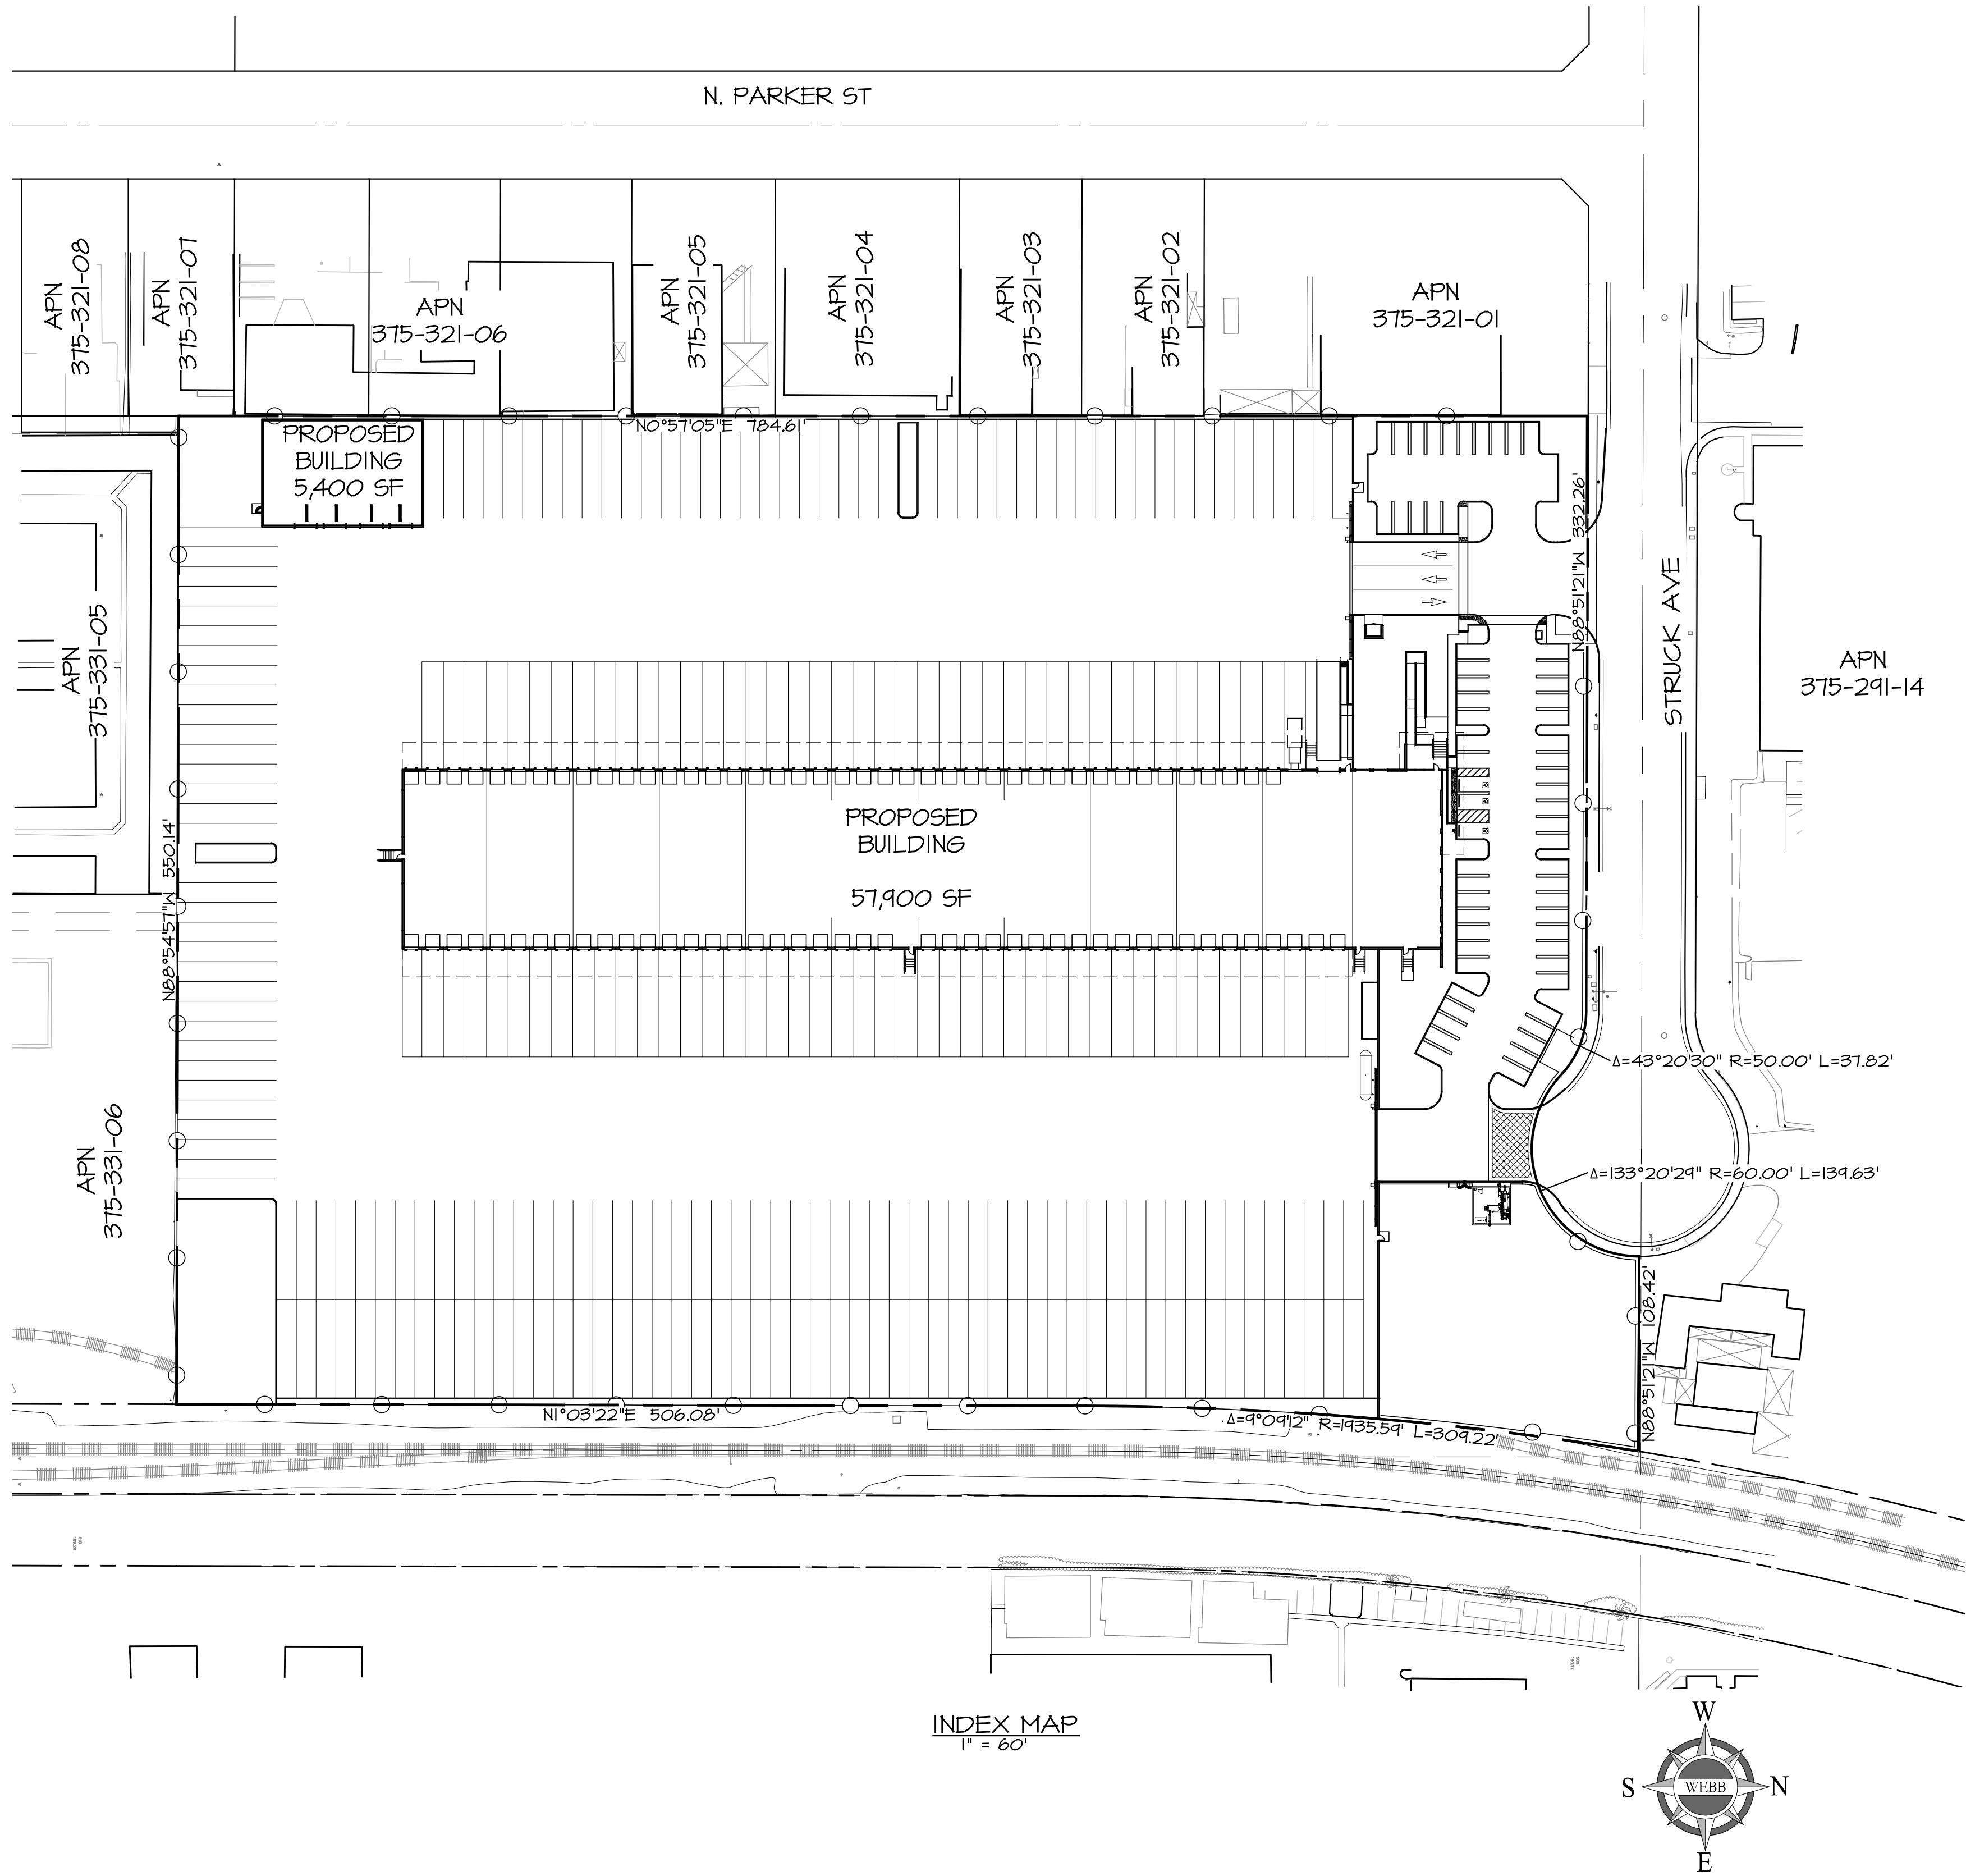 N. PARKER ST
APN
375-321-08
APN
375-321-07
APN
375-321-06
APN
375-321-05
APN
375-321-04
APN
375-321-03
APN
375-321-02
APN
375-321-01
N0°57'05"E 784.61'
PROPOSED
BUILDING
5,400 SF
N88°51'21"W 332.26'
STRUCK AVE
APN
375-291-14
APN
375-331-05
N88°54'57"W 550.14'
PROPOSED
BUILDING
57,900 SF
Δ=43°20'30" R=50.00' L=37.82'
APN
375-331-06
Δ=133°20'29" R=60.00' L=139.63'
N88°51'21"W 108.42'
N1°03'22"E 506.08'
Δ=9°09'12" R=1935.59' L=309.22'
INDEX MAP
1" = 60'
W
S
WEBB
N
E